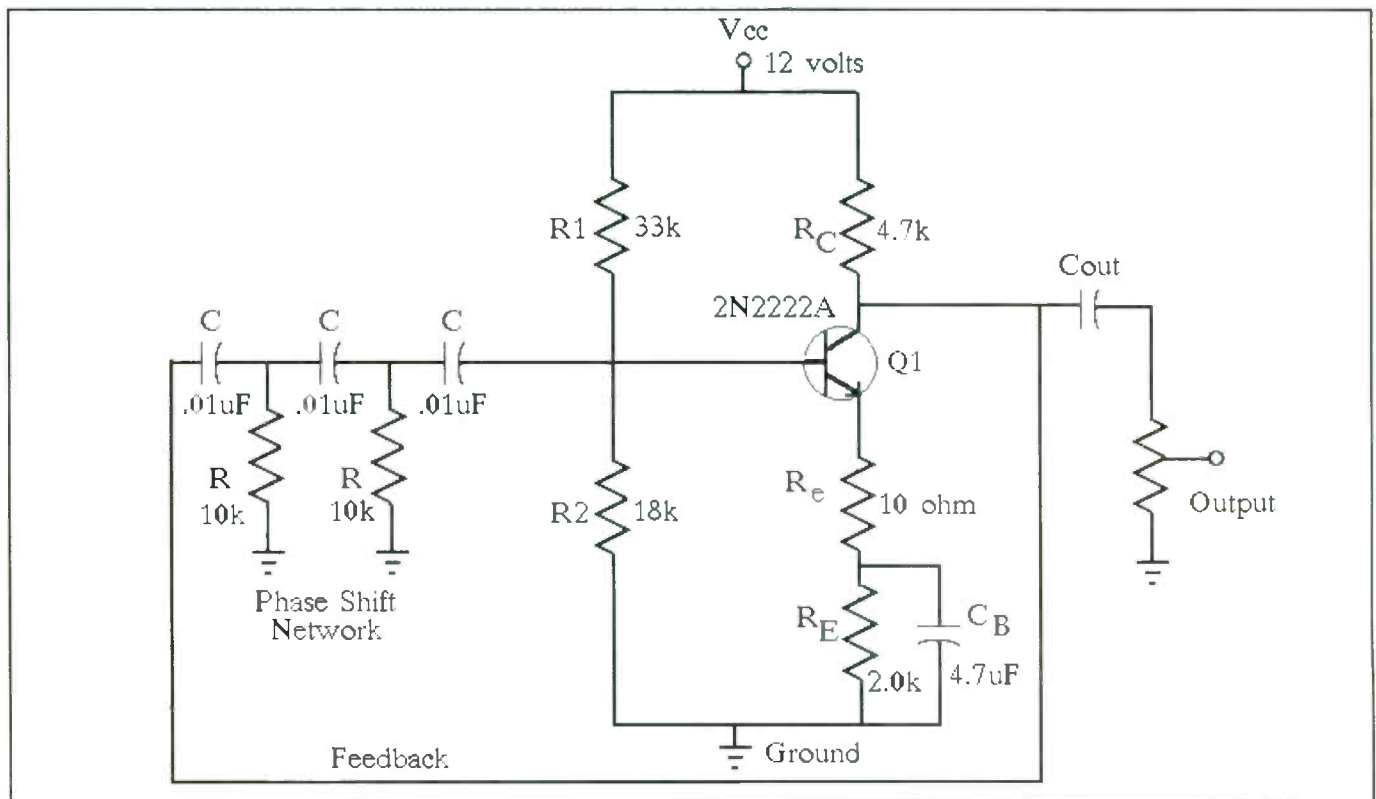 Vcc
12 volts
R1
33k
RC
4.7k
Cout
2N2222A
C
C
C
Q1
.01uF
.01uF
.01uF
R
10k
R
10k
R2
18k
Re
10 ohm
Output
Phase Shift
Network
RE
2.0k
CB
4.7uF
Ground
Feedback